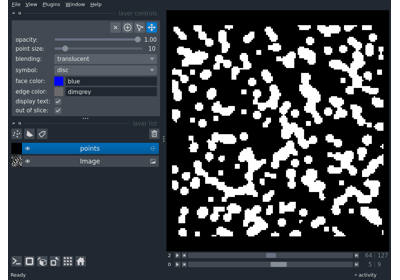 File View Plugins Window Help
layer controls
opacity: 1.00
point size: 10
blending: translucent
symbol: disc
face color: blue
edge color: dimgrey
display text: ✓
out of slice: ✓
layer list
points
Image
2 64 127
0 5 9
Ready activity